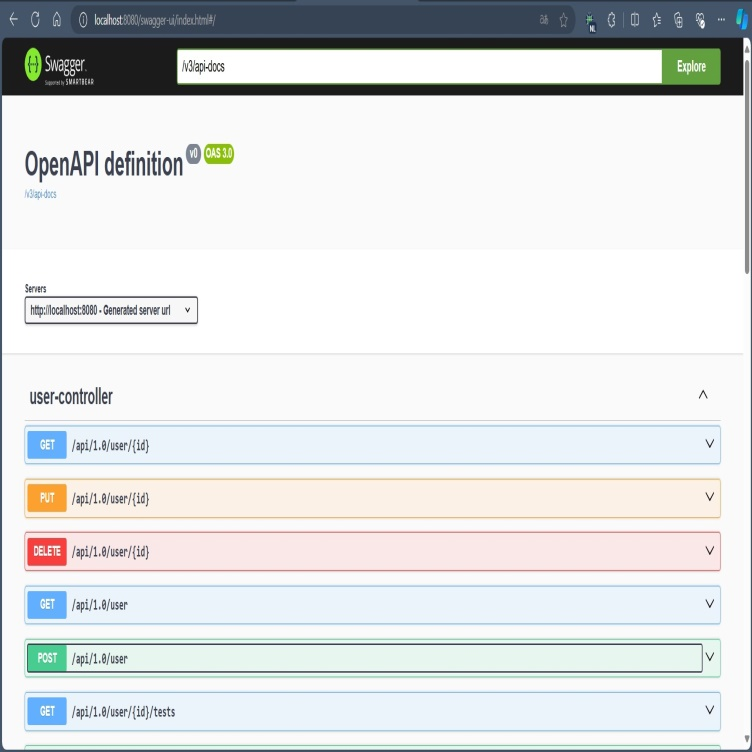 localhost:8080/swagger-ui/index.html#/
NL
Swagger.
Supported by SMARTBEAR
/v3/api-docs
Explore
OpenAPI definition v0 OAS 3.0
/v3/api-docs
Servers
http://localhost:8080 - Generated server url
user-controller
GET /api/1.0/user/{id}
PUT /api/1.0/user/{id}
DELETE /api/1.0/user/{id}
GET /api/1.0/user
POST /api/1.0/user
GET /api/1.0/user/{id}/tests